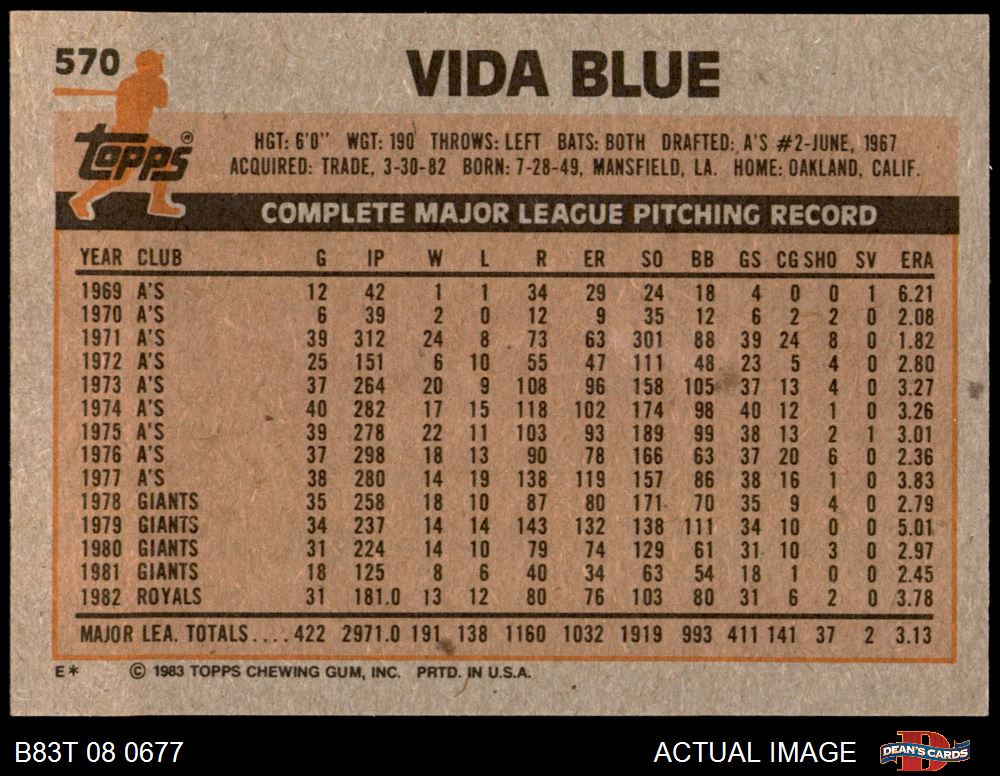 570
VIDA BLUE
topps®
HGT: 6'0" WGT: 190 THROWS: LEFT BATS: BOTH DRAFTED: A'S #2-JUNE, 1967
ACQUIRED: TRADE, 3-30-82 BORN: 7-28-49, MANSFIELD, LA. HOME: OAKLAND, CALIF.
COMPLETE MAJOR LEAGUE PITCHING RECORD
YEAR CLUB G IP W L R ER SO BB GS CG SHO SV ERA
1969 A'S 12 42 1 1 34 29 24 18 4 0 0 1 6.21
1970 A'S 6 39 2 0 12 9 35 12 6 2 2 0 2.08
1971 A'S 39 312 24 8 73 63 301 88 39 24 8 0 1.82
1972 A'S 25 151 6 10 55 47 111 48 23 5 4 0 2.80
1973 A'S 37 264 20 9 108 96 158 105 37 13 4 0 3.27
1974 A'S 40 282 17 15 118 102 174 98 40 12 1 0 3.26
1975 A'S 39 278 22 11 103 93 189 99 38 13 2 1 3.01
1976 A'S 37 298 18 13 90 78 166 63 37 20 6 0 2.36
1977 A'S 38 280 14 19 138 119 157 86 38 16 1 0 3.83
1978 GIANTS 35 258 18 10 87 80 171 70 35 9 4 0 2.79
1979 GIANTS 34 237 14 14 143 132 138 111 34 10 0 0 5.01
1980 GIANTS 31 224 14 10 79 74 129 61 31 10 3 0 2.97
1981 GIANTS 18 125 8 6 40 34 63 54 18 1 0 0 2.45
1982 ROYALS 31 181.0 13 12 80 76 103 80 31 6 2 0 3.78
MAJOR LEA. TOTALS.... 422 2971.0 191 138 1160 1032 1919 993 411 141 37 2 3.13
E* © 1983 TOPPS CHEWING GUM, INC. PRTD. IN U.S.A.
B83T 08 0677 ACTUAL IMAGE D DEAN'S CARDS